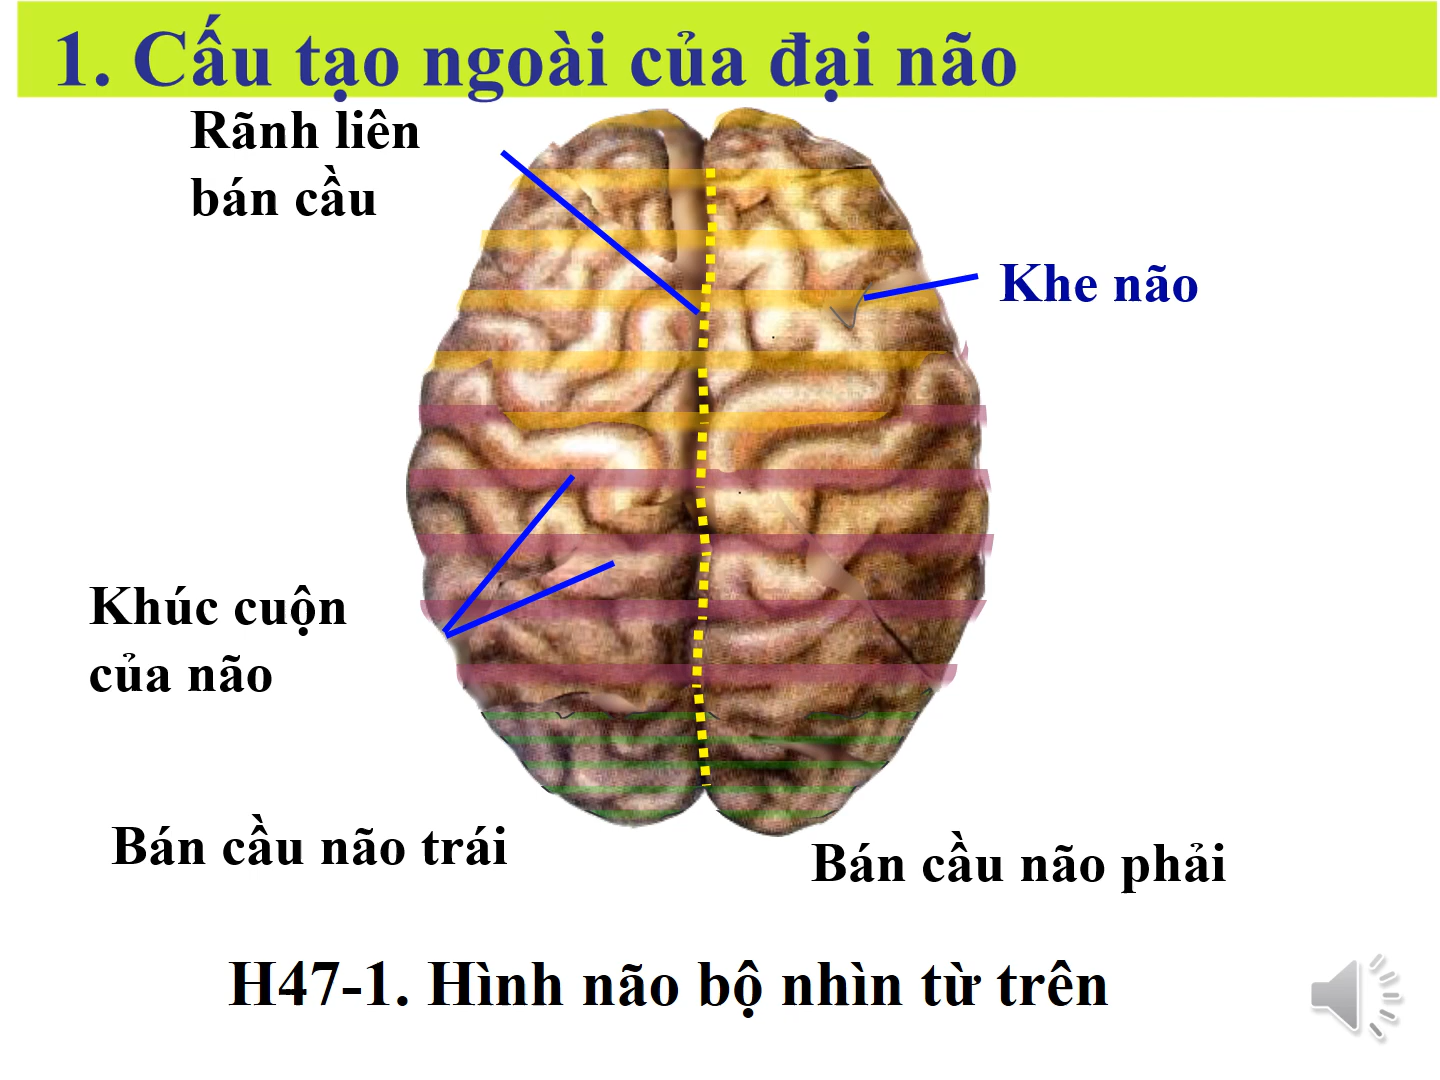 1. Cấu tạo ngoài của đại não
Rãnh liên
bán cầu
Khe não
Khúc cuộn
của não
Bán cầu não trái
Bán cầu não phải
H47-1. Hình não bộ nhìn từ trên